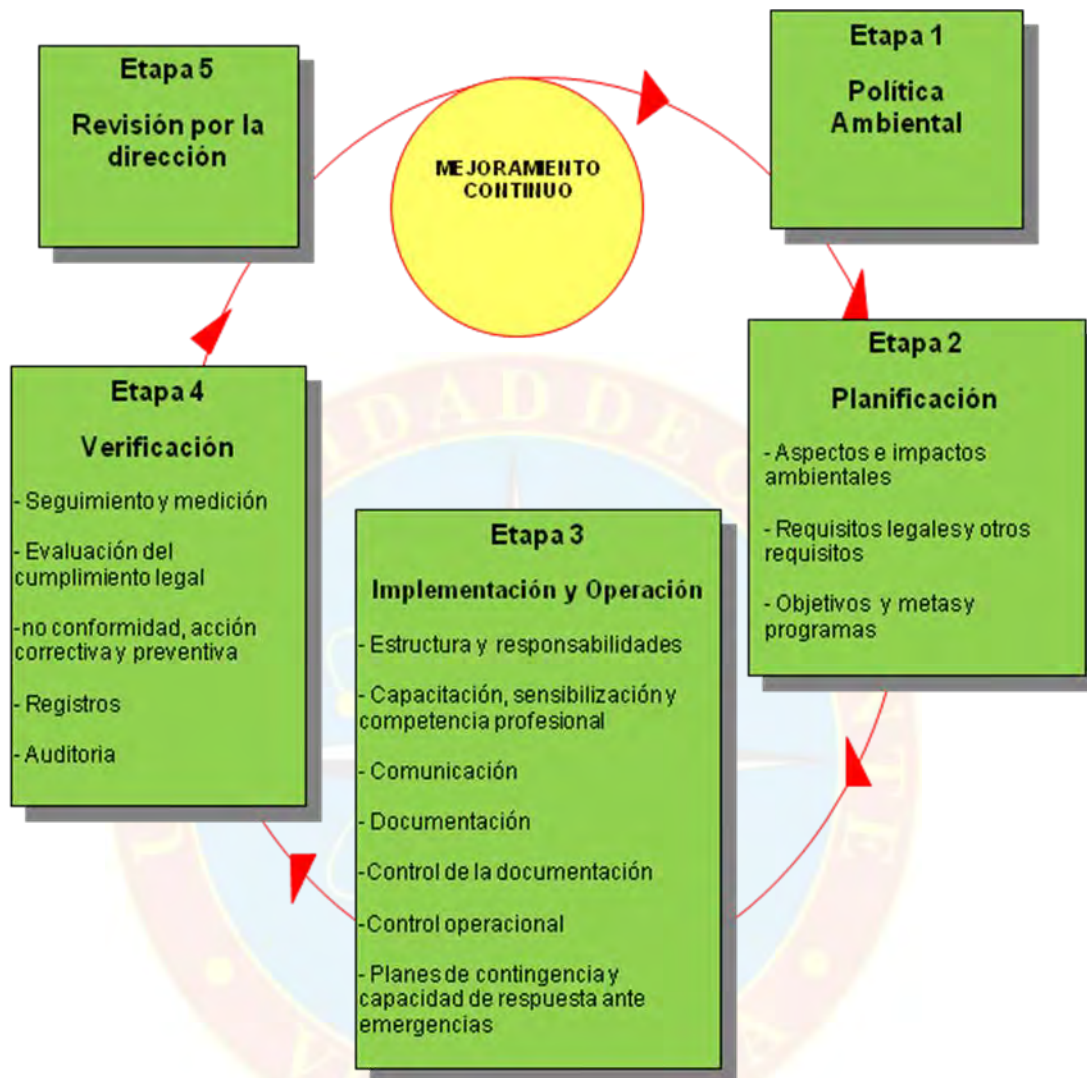 Etapa 1
Política
Ambiental
Etapa 2
Planificación
- Aspectos e impactos
ambientales
- Requisitos legales y otros
requisitos
- Objetivos y metas y
programas
Etapa 3
Implementación y Operación
- Estructura y responsabilidades
- Capacitación, sensibilización y
competencia profesional
- Comunicación
- Documentación
-Control de la documentación
-Control operacional
- Planes de contingencia y
capacidad de respuesta ante
emergencias
Etapa 4
Verificación
- Seguimiento y medición
- Evaluación del
cumplimiento legal
-no conformidad, acción
correctiva y preventiva
- Registros
- Auditoria
Etapa 5
Revisión por la
dirección
MEJORAMIENTO
CONTINUO